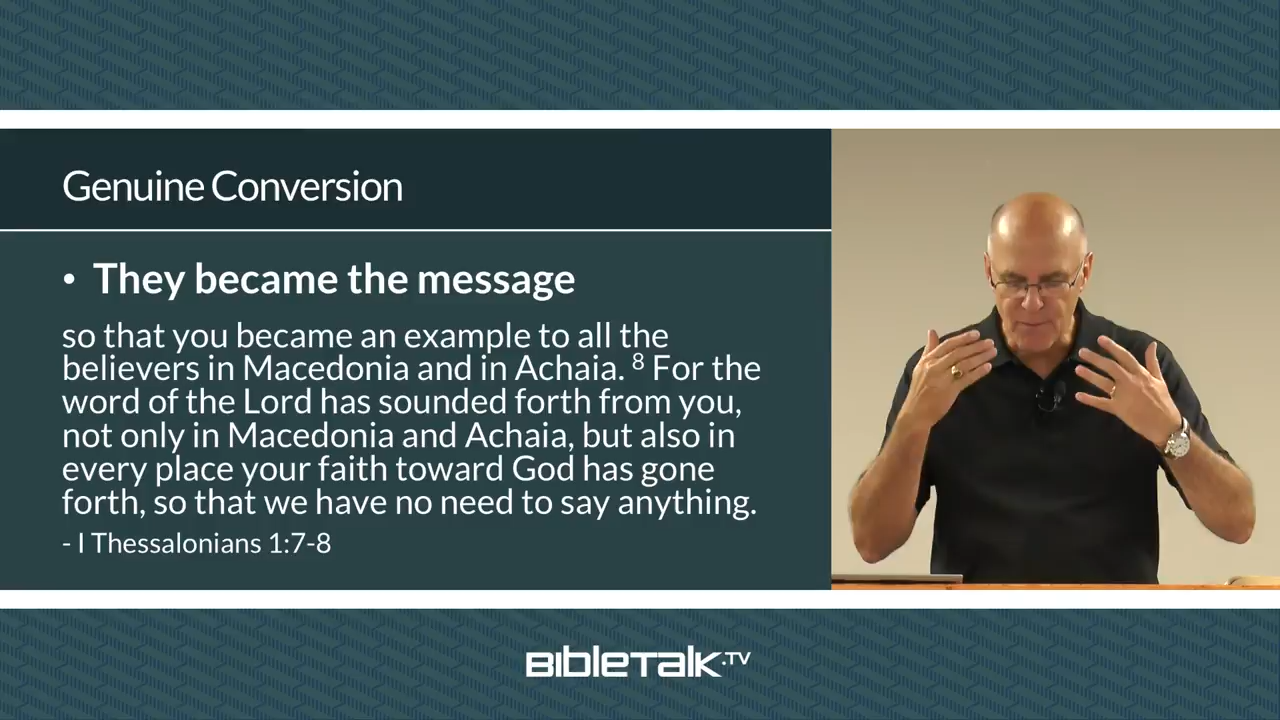 Genuine Conversion
• They became the message
so that you became an example to all the
believers in Macedonia and in Achaia. 8 For the
word of the Lord has sounded forth from you,
not only in Macedonia and Achaia, but also in
every place your faith toward God has gone
forth, so that we have no need to say anything.
- I Thessalonians 1:7-8
BIBLETALK.TV